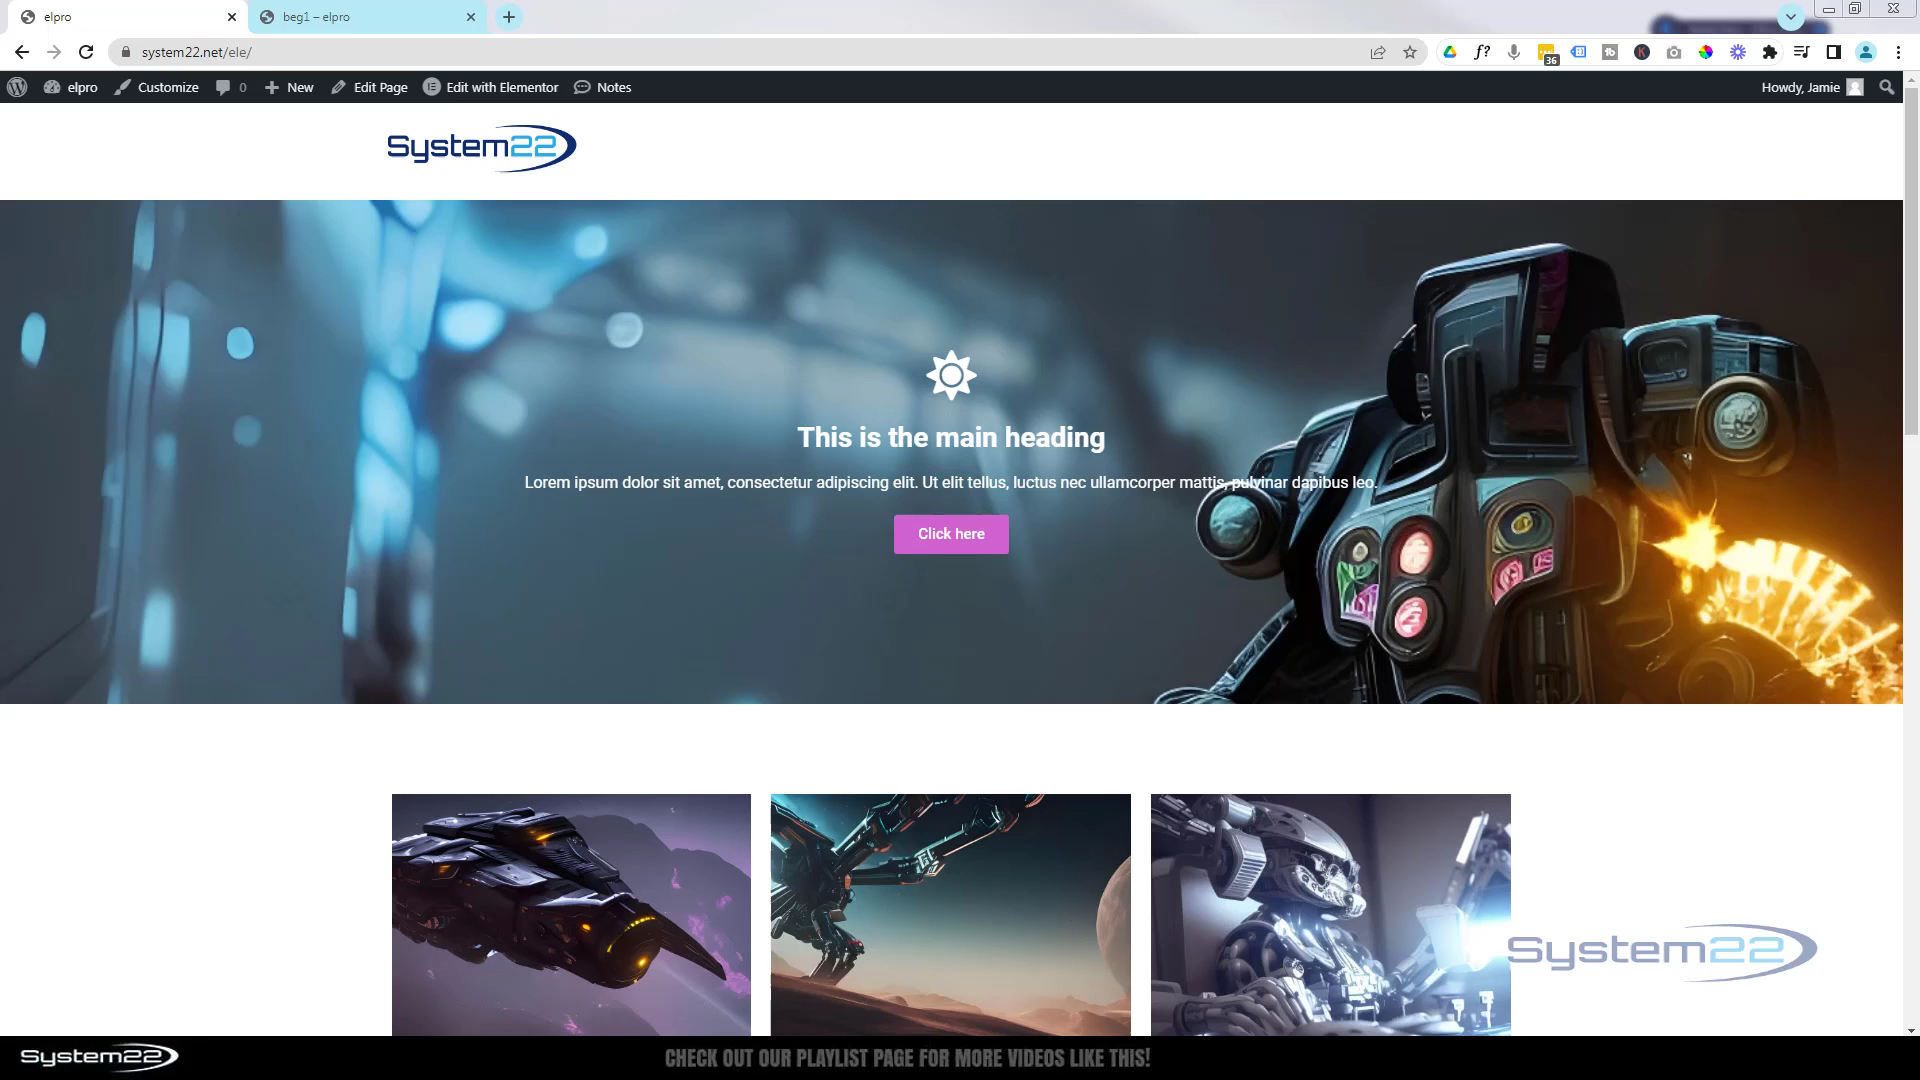 elpro
beg1 – elpro
system22.net/ele/
f?
36
elpro
Customize
0
New
Edit Page
Edit with Elementor
Notes
Howdy, Jamie
System22
This is the main heading
Lorem ipsum dolor sit amet, consectetur adipiscing elit. Ut elit tellus, luctus nec ullamcorper mattis, pulvinar dapibus leo.
Click here
System22
System22
CHECK OUT OUR PLAYLIST PAGE FOR MORE VIDEOS LIKE THIS!